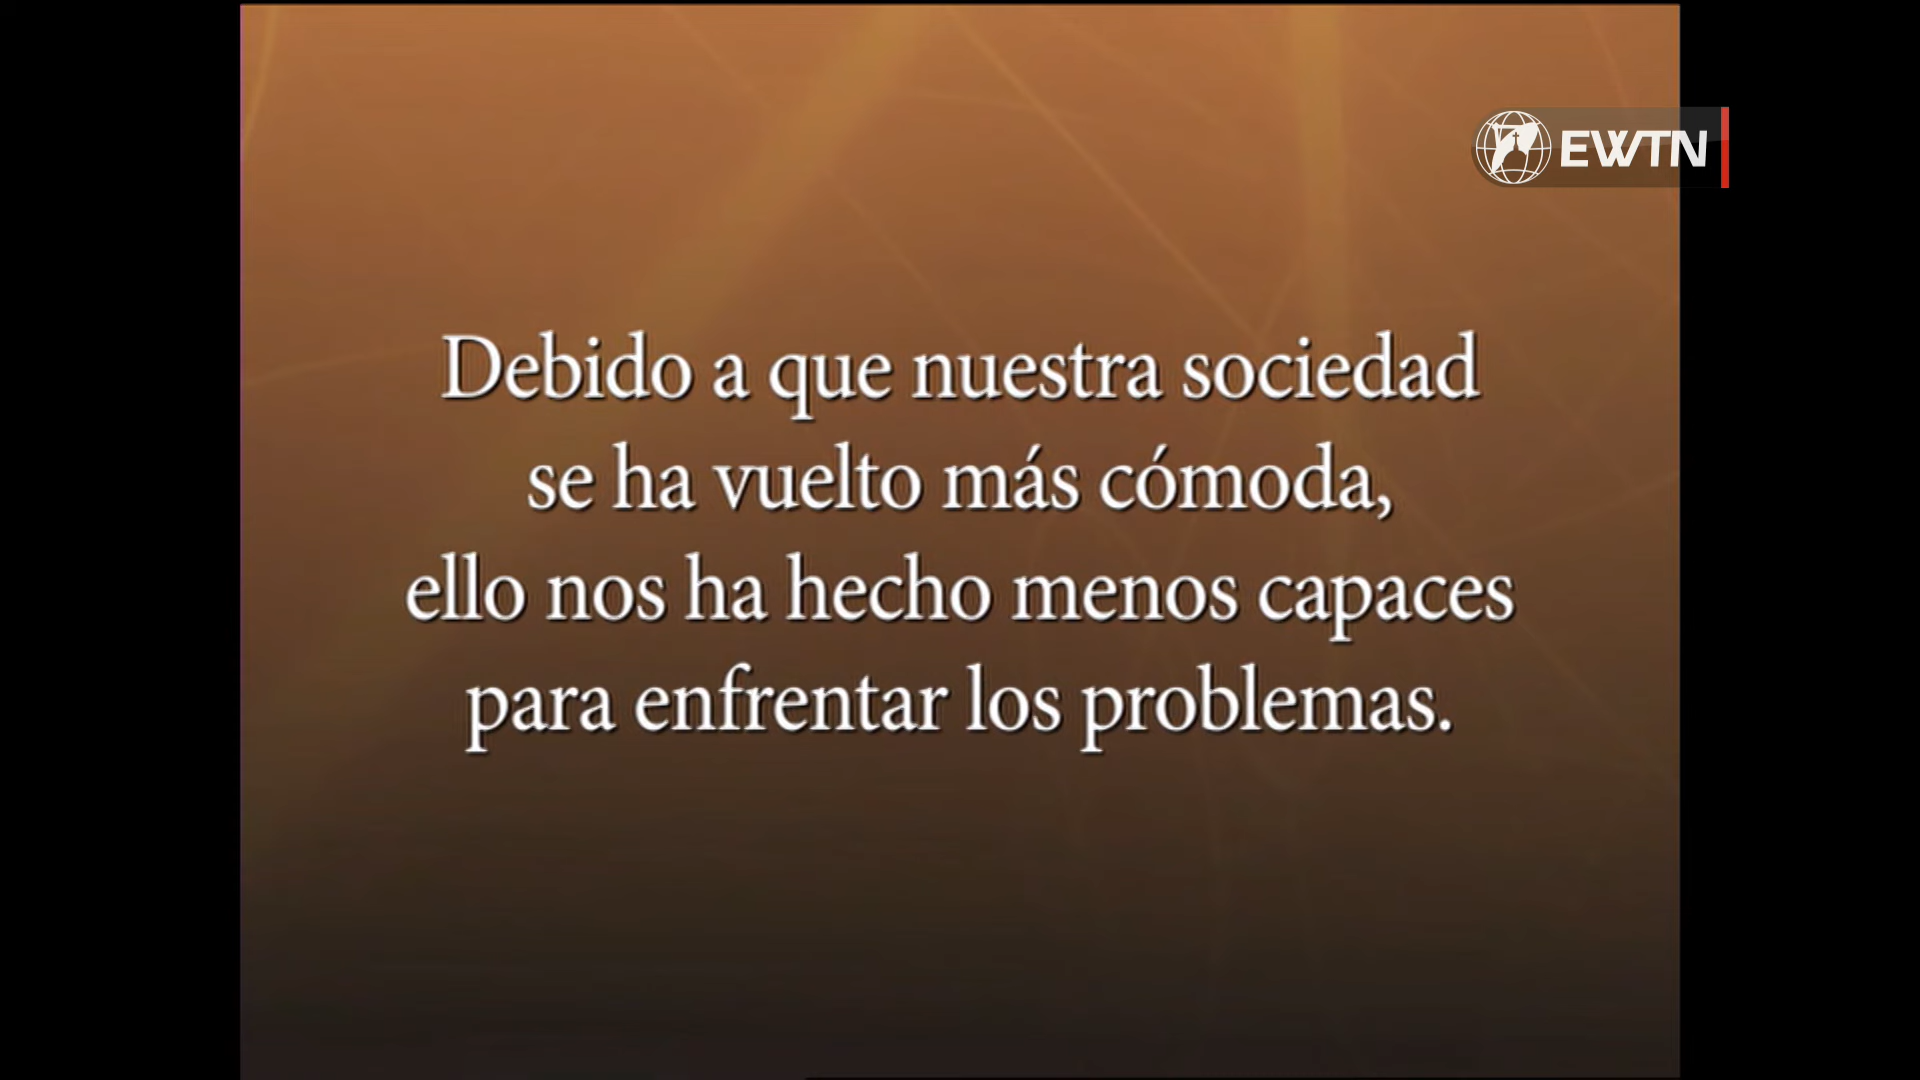 EWTN
Debido a que nuestra sociedad
se ha vuelto más cómoda,
ello nos ha hecho menos capaces
para enfrentar los problemas.